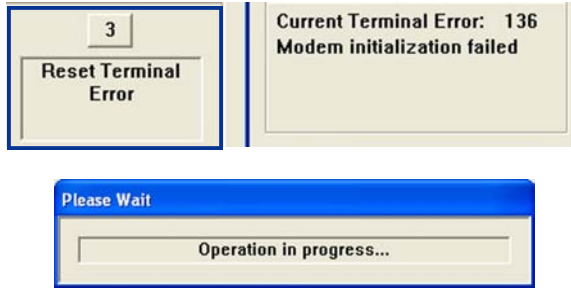 3
Reset Terminal
Error
Current Terminal Error: 136
Modem initialization failed
Please Wait
Operation in progress...